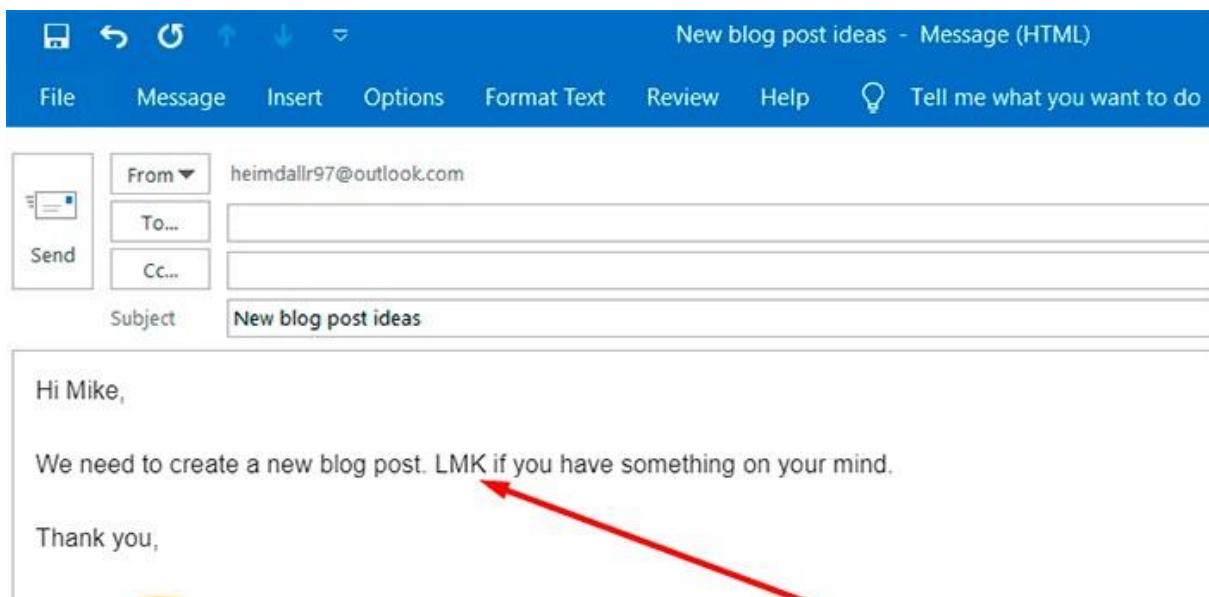 New blog post ideas - Message (HTML)
File Message Insert Options Format Text Review Help Tell me what you want to do
From heimdallr97@outlook.com
To...
Send
Cc...
Subject New blog post ideas
Hi Mike,
We need to create a new blog post. LMK if you have something on your mind.
Thank you,